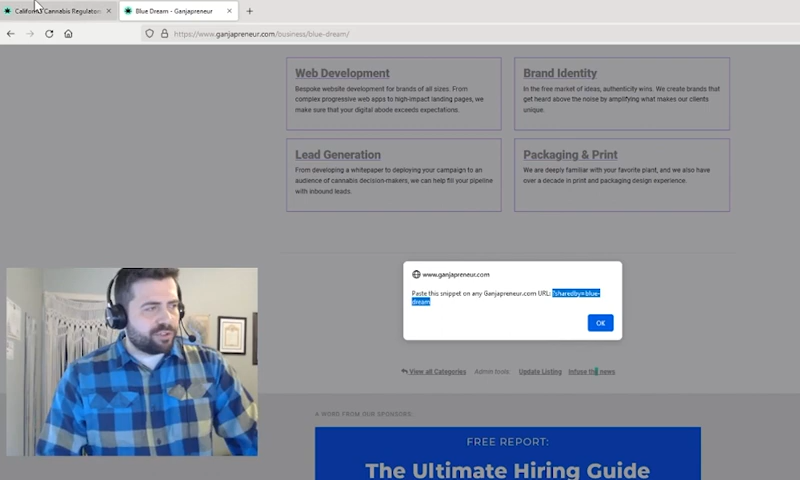 California Cannabis Regulators
Blue Dream - Ganjapreneur
https://www.ganjapreneur.com/business/blue-dream/
Web Development
Bespoke website development for brands of all sizes. From
complex progressive web apps to high-impact landing pages, we
make sure that your digital abode exceeds expectations.
Brand Identity
In the free market of ideas, authenticity wins. We create brands that
get heard above the noise by amplifying what makes our clients
unique.
Lead Generation
From developing a whitepaper to deploying your campaign to an
audience of cannabis decision-makers, we can help fill your pipeline
with inbound leads.
Packaging & Print
We are deeply familiar with your favorite plant, and we also have
over a decade in print and packaging design experience.
www.ganjapreneur.com
Paste this snippet on any Ganjapreneur.com URL: ?sharedby=blue-
dream
OK
View all Categories Admin tools Update Listing Infuse the news
A WORD FROM OUR SPONSORS:
FREE REPORT:
The Ultimate Hiring Guide